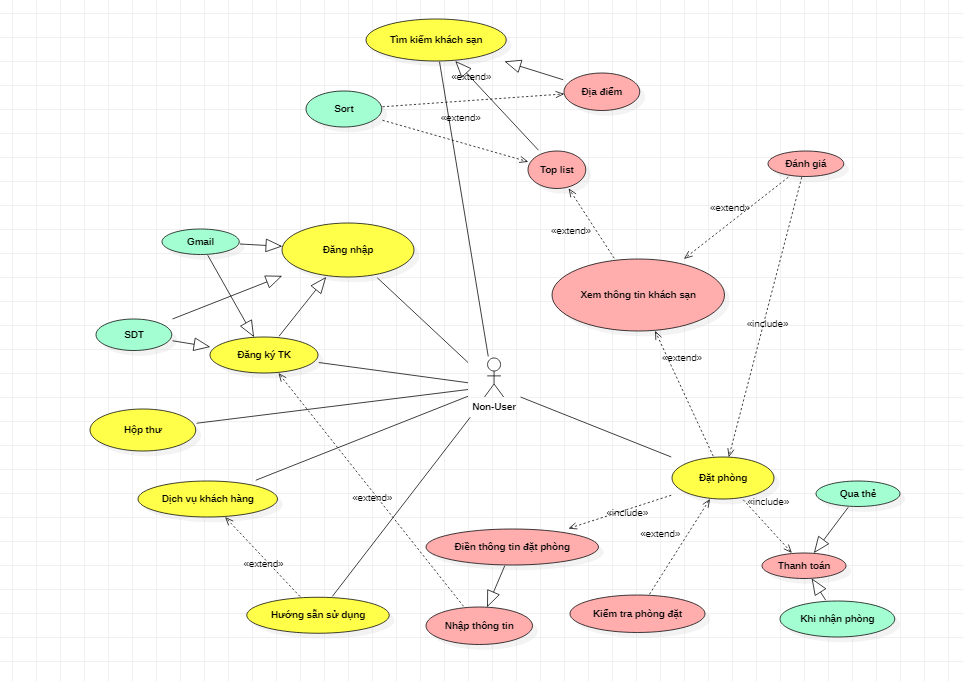 Tìm kiếm khách sạn
«extend»
Địa điểm
Sort
«extend»
Top list
Đánh giá
«extend»
«extend»
Gmail
Đăng nhập
Xem thông tin khách sạn
«include»
SDT
Đăng ký TK
«extend»
Non-User
Hộp thư
Đặt phòng
Dịch vụ khách hàng
«extend»
Qua thẻ
«include»
«include»
«extend»
Điền thông tin đặt phòng
«extend»
Thanh toán
Hướng sẫn sử dụng
Nhập thông tin
Kiểm tra phòng đặt
Khi nhận phòng